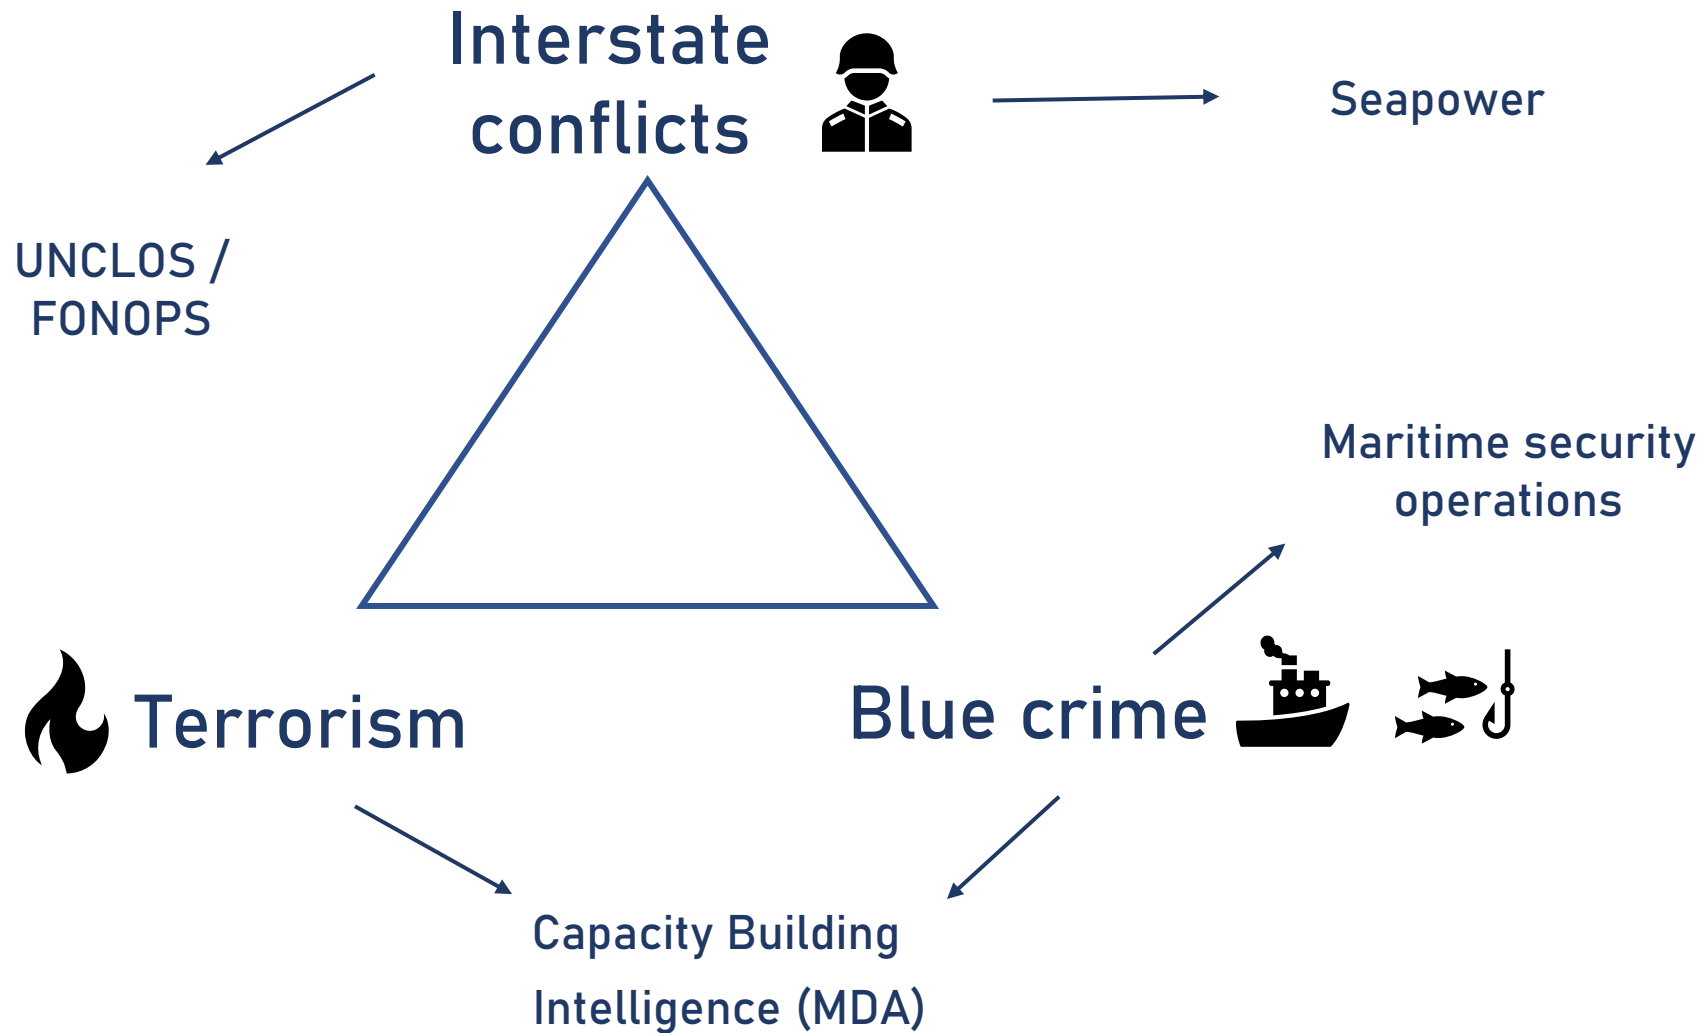 Interstate
conflicts
Seapower
UNCLOS /
FONOPS
Maritime security
operations
Terrorism
Blue crime
Capacity Building
Intelligence (MDA)